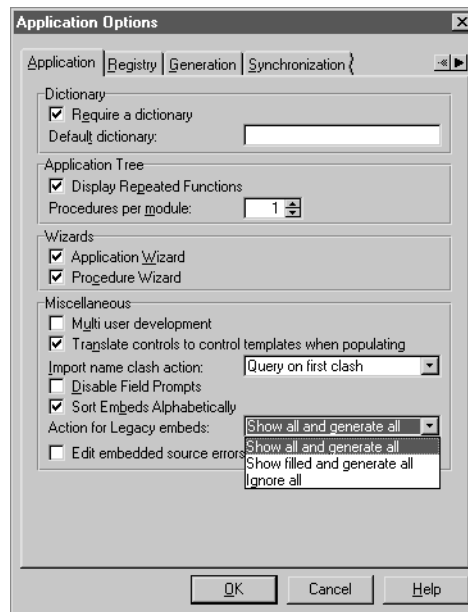 Application Options
Application Registry Generation Synchronization
Dictionary
Require a dictionary
Default dictionary:
Application Tree
Display Repeated Functions
Procedures per module: 1
Wizards
Application Wizard
Procedure Wizard
Miscellaneous
Multi user development
Translate controls to control templates when populating
Import name clash action: Query on first clash
Disable Field Prompts
Sort Embeds Alphabetically
Action for Legacy embeds: Show all and generate all
Show all and generate all
Edit embedded source errors Show filled and generate all
Ignore all
OK Cancel Help